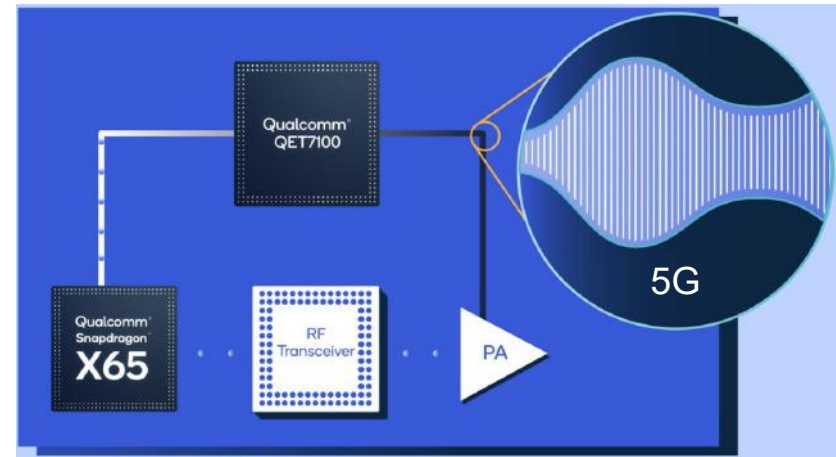 Qualcomm
QET7100
5G
Qualcomm
Snapdragon
X65
RF
Transceiver
PA